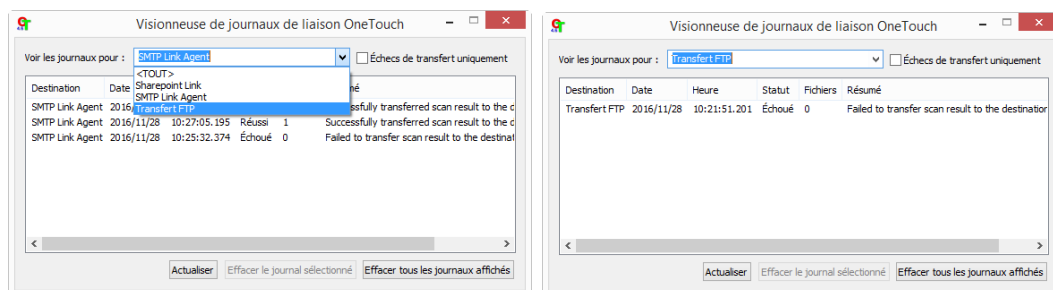 Visionneuse de journaux de liaison OneTouch
Voir les journaux pour : SMTP Link Agent Échecs de transfert uniquement
<TOUT>
Sharepoint Link
SMTP Link Agent
Transfert FTP
Destination Date
SMTP Link Agent 2016/ ssfully transferred scan result to the d
SMTP Link Agent 2016/11/28 10:27:05.195 Réussi 1 Successfully transferred scan result to the d
SMTP Link Agent 2016/11/28 10:25:32.374 Échoué 0 Failed to transfer scan result to the destinat
Actualiser Effacer le journal sélectionné Effacer tous les journaux affichés
Visionneuse de journaux de liaison OneTouch
Voir les journaux pour : Transfert FTP Échecs de transfert uniquement
Destination Date Heure Statut Fichiers Résumé
Transfert FTP 2016/11/28 10:21:51.201 Échoué 0 Failed to transfer scan result to the destination
Actualiser Effacer le journal sélectionné Effacer tous les journaux affichés